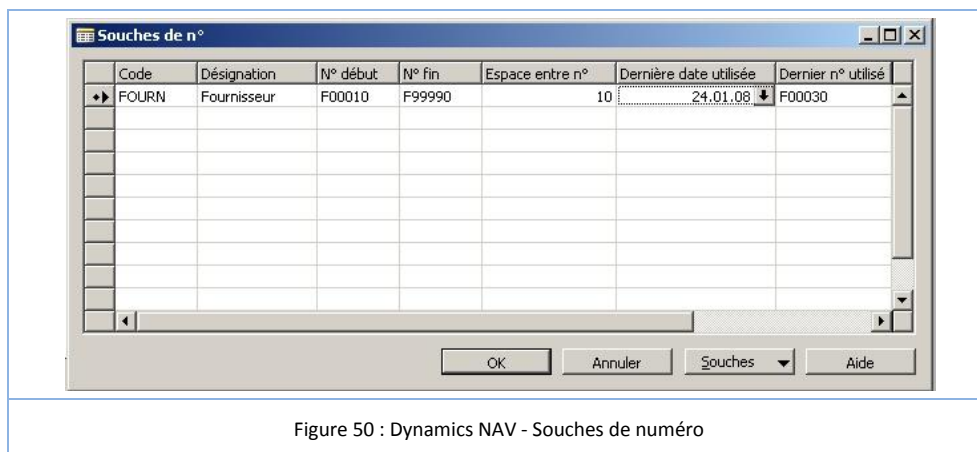 Souches de n°
Code Désignation N° début N° fin Espace entre n° Dernière date utilisée Dernier n° utilisé
FOURN Fournisseur F00010 F99990 10 24.01.08 F00030
OK Annuler Souches Aide
Figure 50 : Dynamics NAV - Souches de numéro